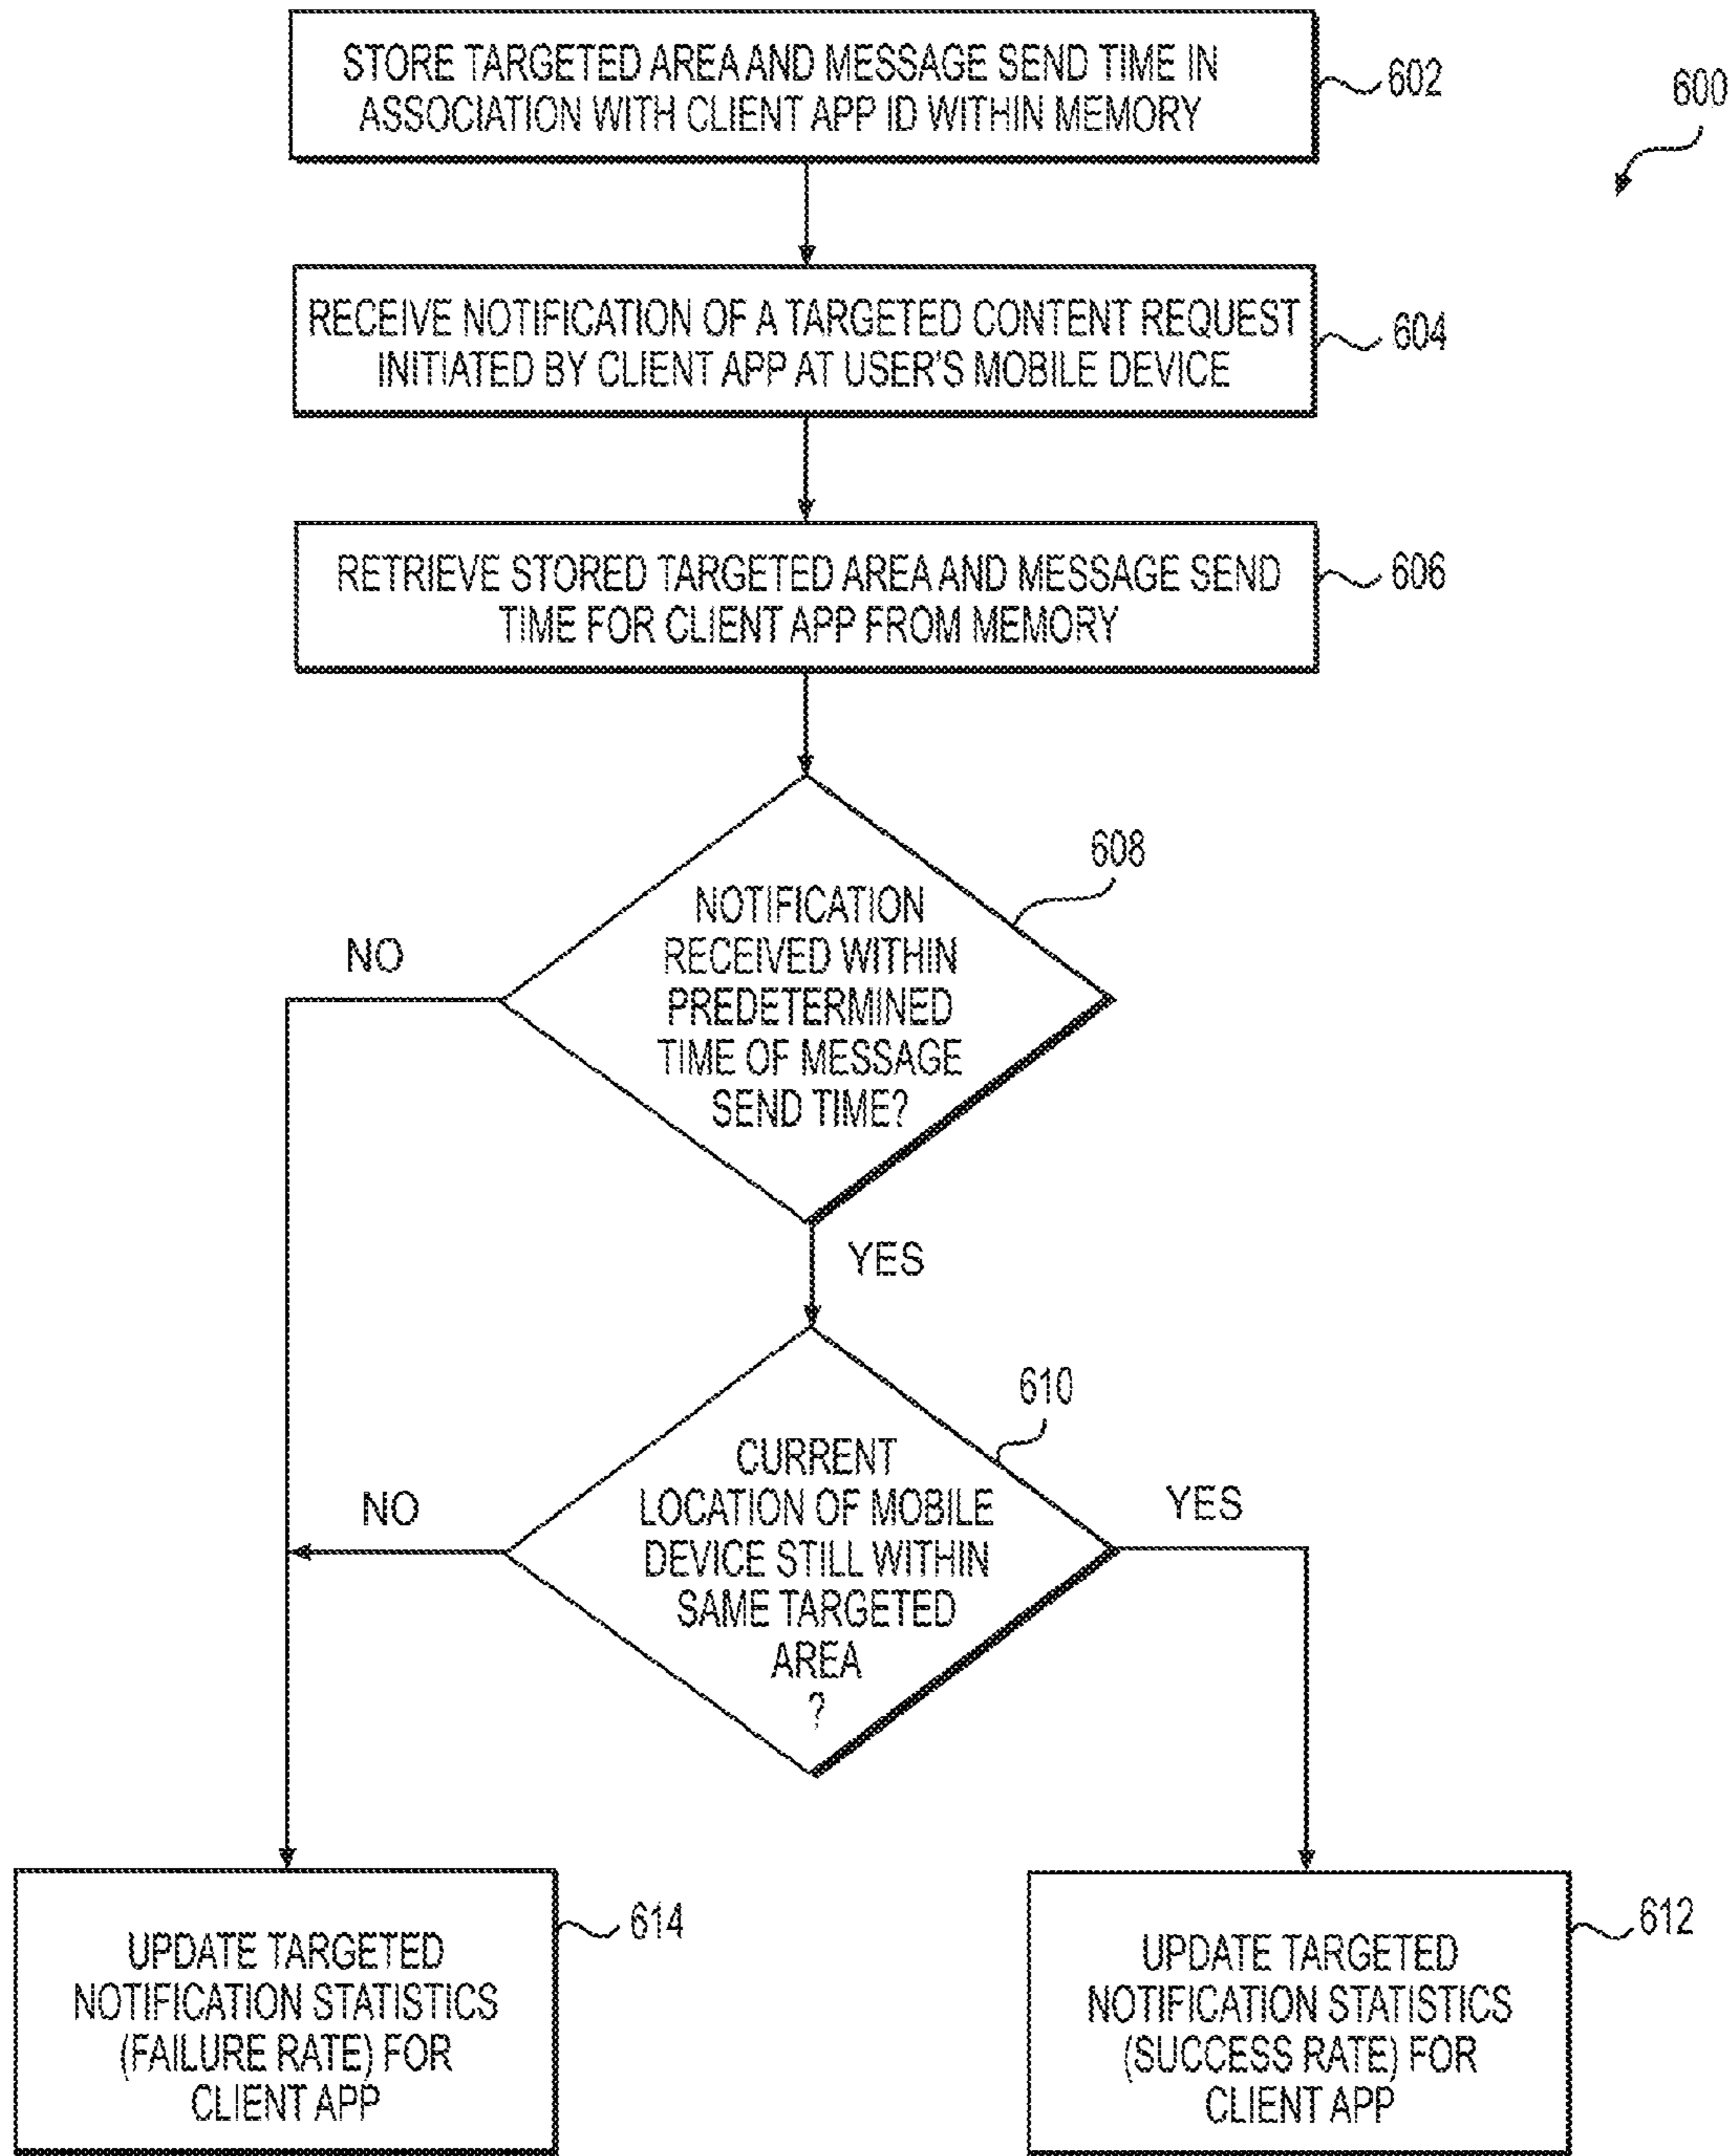 STORE TARGETED AREA AND MESSAGE SEND TIME IN
ASSOCIATION WITH CLIENT APP ID WITHIN MEMORY
602
600
RECEIVE NOTIFICATION OF A TARGETED CONTENT REQUEST
INITIATED BY CLIENT APP AT USER'S MOBILE DEVICE
604
RETRIEVE STORED TARGETED AREA AND MESSAGE SEND
TIME FOR CLIENT APP FROM MEMORY
606
608
NOTIFICATION
RECEIVED WITHIN
PREDETERMINED
TIME OF MESSAGE
SEND TIME?
NO
YES
610
CURRENT
LOCATION OF MOBILE
DEVICE STILL WITHIN
SAME TARGETED
AREA
?
NO
YES
UPDATE TARGETED
NOTIFICATION STATISTICS
(FAILURE RATE) FOR
CLIENT APP
614
UPDATE TARGETED
NOTIFICATION STATISTICS
(SUCCESS RATE) FOR
CLIENT APP
612